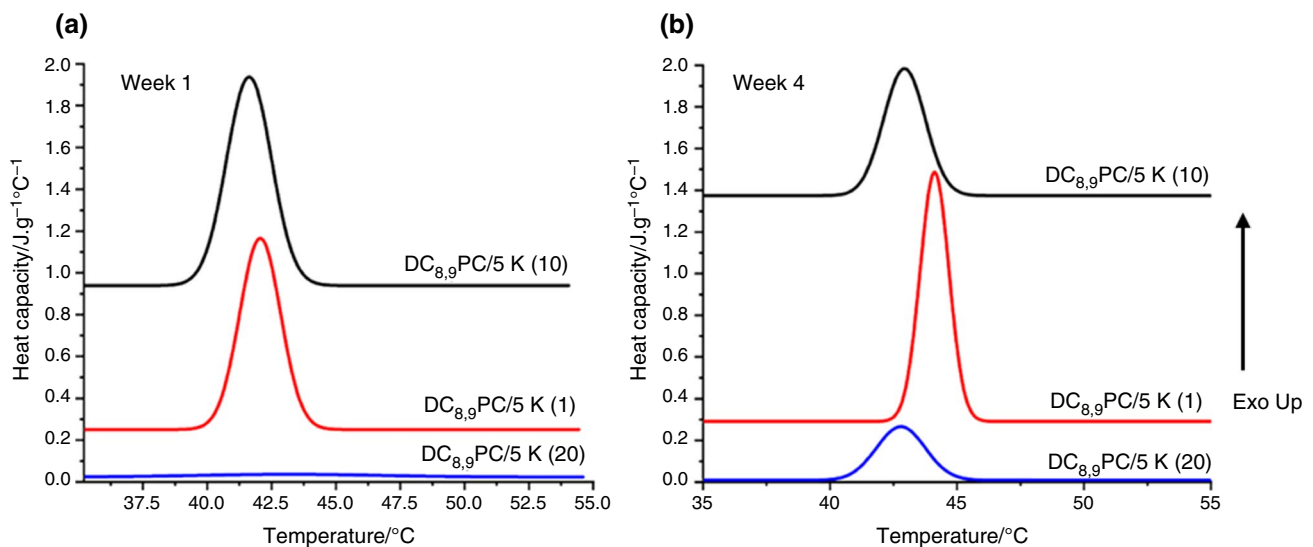 (a)
Week 1
Heat capacity/J.g⁻¹°C⁻¹
2.0
1.8
1.6
1.4
1.2
1.0
0.8
0.6
0.4
0.2
0.0
DC₈,₉PC/5 K (10)
DC₈,₉PC/5 K (1)
DC₈,₉PC/5 K (20)
37.5 40.0 42.5 45.0 47.5 50.0 52.5 55.0
Temperature/°C
(b)
Week 4
Heat capacity/J.g⁻¹°C⁻¹
2.0
1.8
1.6
1.4
1.2
1.0
0.8
0.6
0.4
0.2
0.0
DC₈,₉PC/5 K (10)
DC₈,₉PC/5 K (1)
DC₈,₉PC/5 K (20)
35 40 45 50 55
Temperature/°C
Exo Up